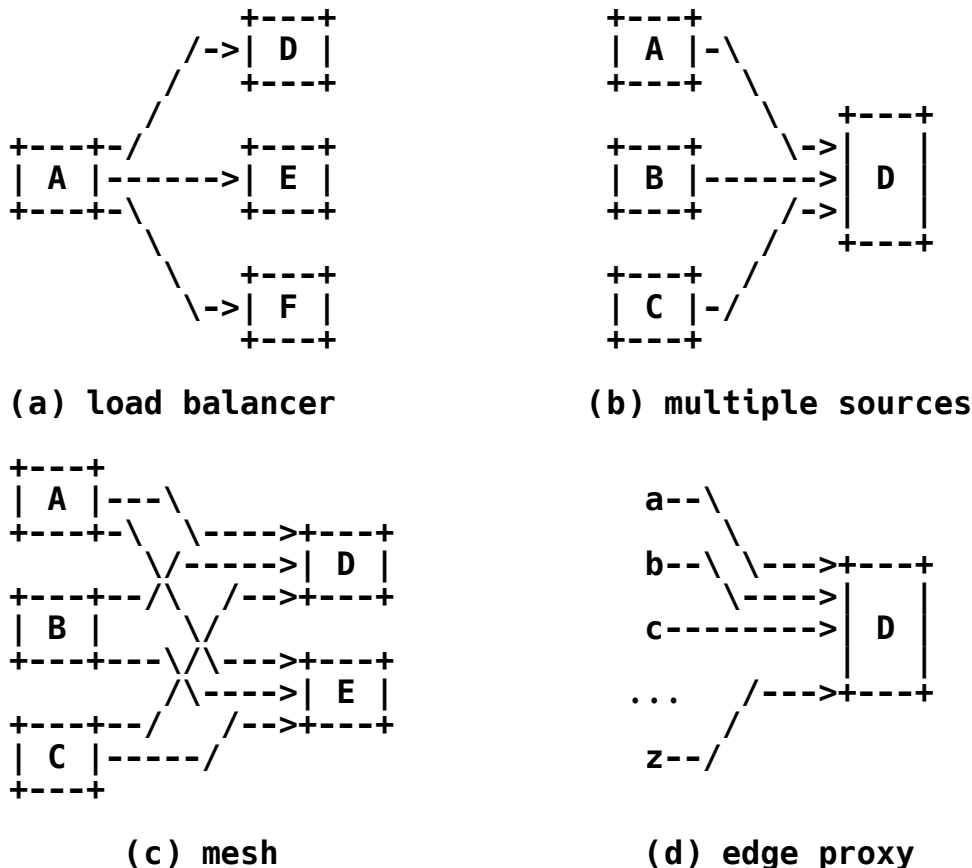 D
A
E
F
A
B
C
D
(a) load balancer
(b) multiple sources
A
B
C
D
E
a
b
c
...
z
D
(c) mesh
(d) edge proxy